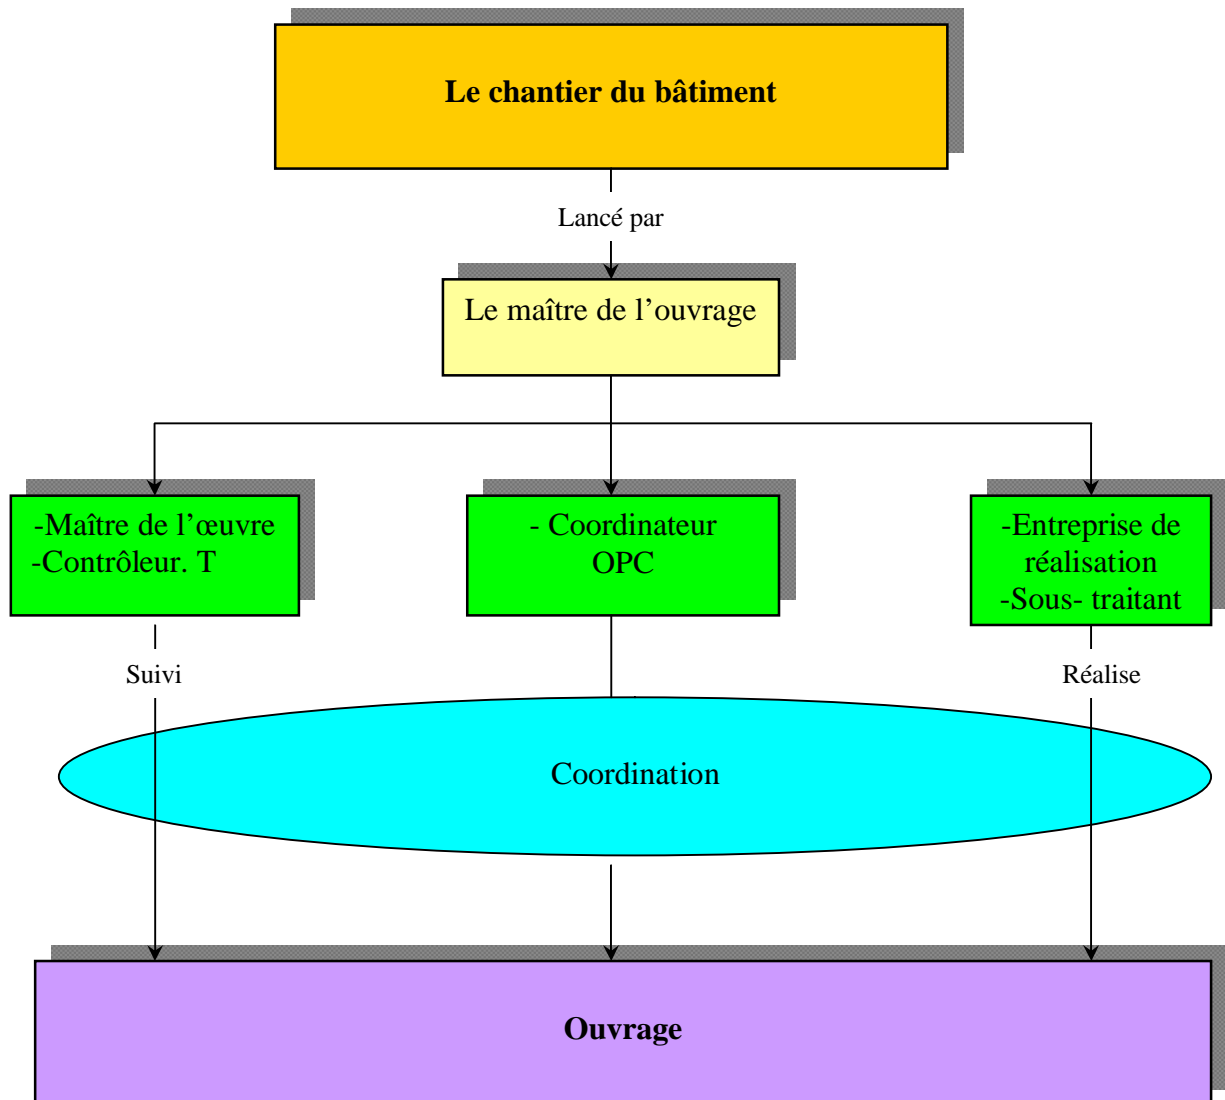 Le chantier du bâtiment
Lancé par
Le maître de l’ouvrage
-Maître de l’œuvre
-Contrôleur. T
- Coordinateur
OPC
-Entreprise de
réalisation
-Sous- traitant
Suivi
Réalise
Coordination
Ouvrage